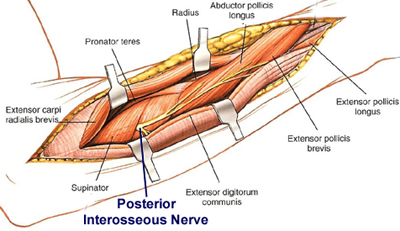 Radius
Abductor pollicis
longus
Pronator teres
Extensor carpi
radialis brevis
Extensor pollicis
longus
Extensor pollicis
brevis
Supinator
Extensor digitorum
communis
Posterior
Interosseous Nerve